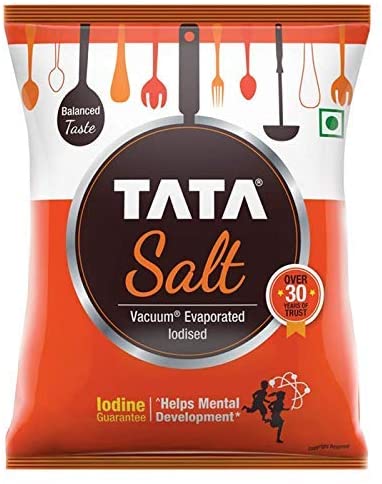 Balanced
Taste
TATA®
Salt
Vacuum® Evaporated
Iodised
OVER
30
YEARS OF
TRUST
Iodine
Guarantee
^Helps Mental
Development*